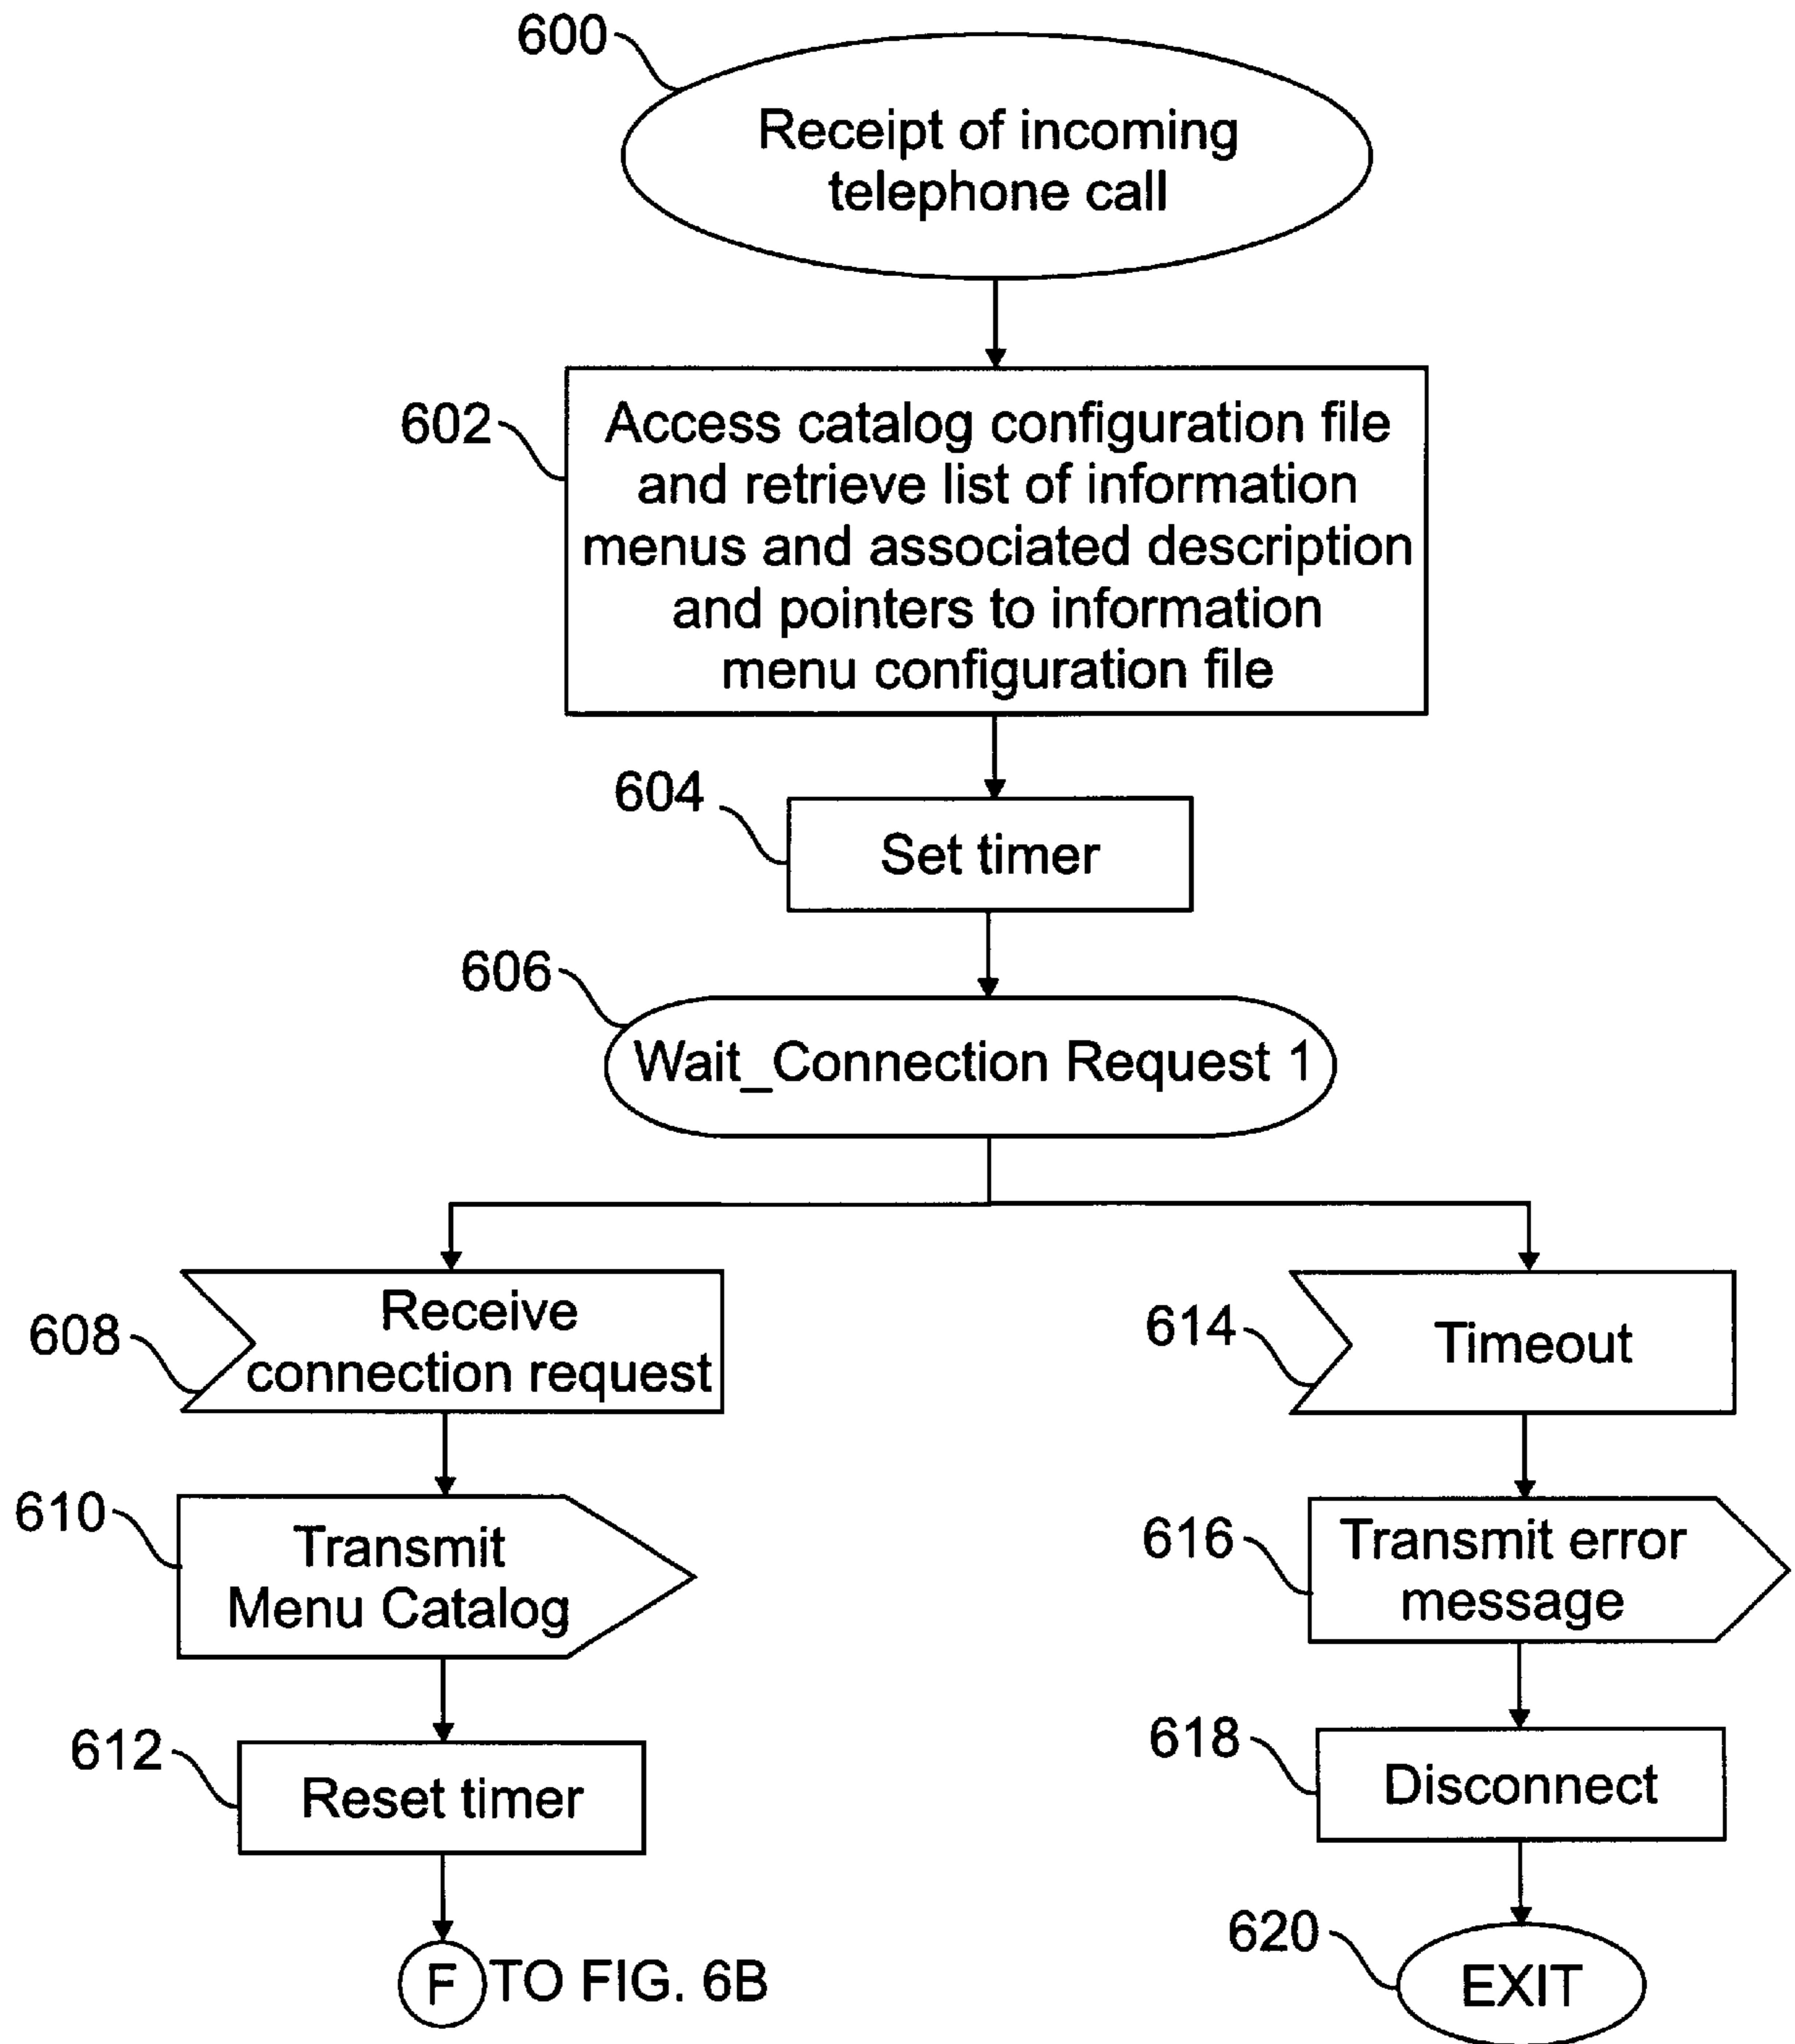 600
Receipt of incoming
telephone call
602
Access catalog configuration file
and retrieve list of information
menus and associated description
and pointers to information
menu configuration file
604
Set timer
606
Wait_Connection Request 1
608
Receive
connection request
614
Timeout
610
Transmit
Menu Catalog
616
Transmit error
message
612
Reset timer
618
Disconnect
F TO FIG. 6B
620
EXIT